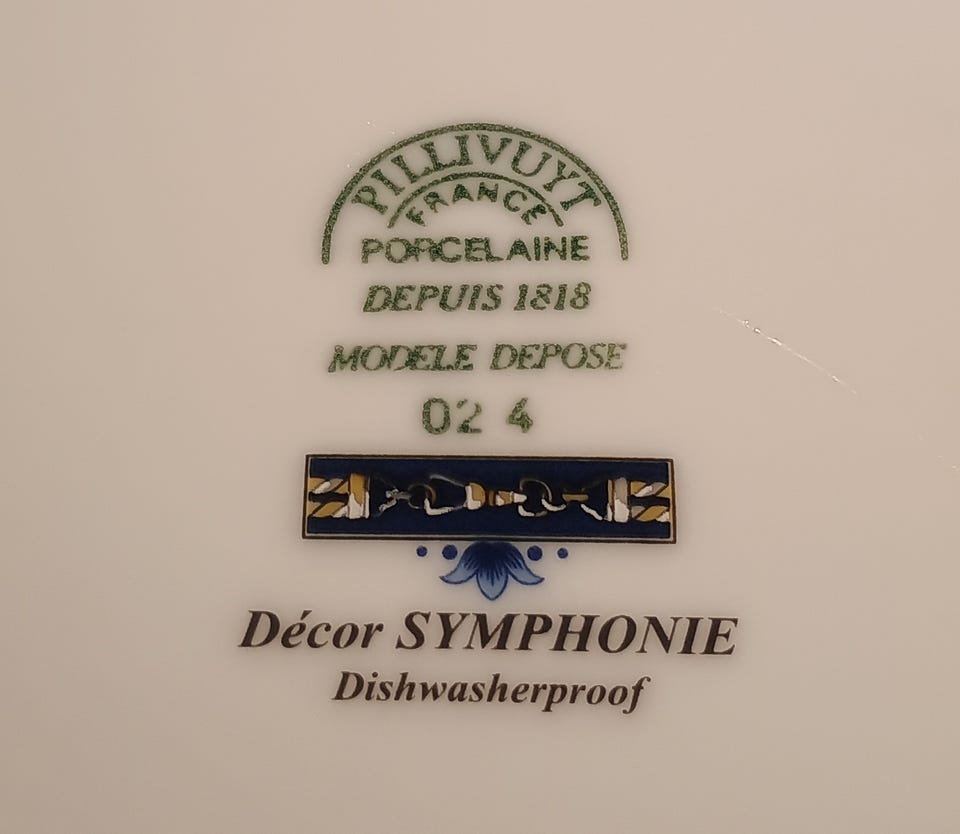 PILLIVUYT
FRANCE
PORCELAINE
DEPUIS 1818
MODELE DEPOSE
02 4
Décor SYMPHONIE
Dishwasherproof